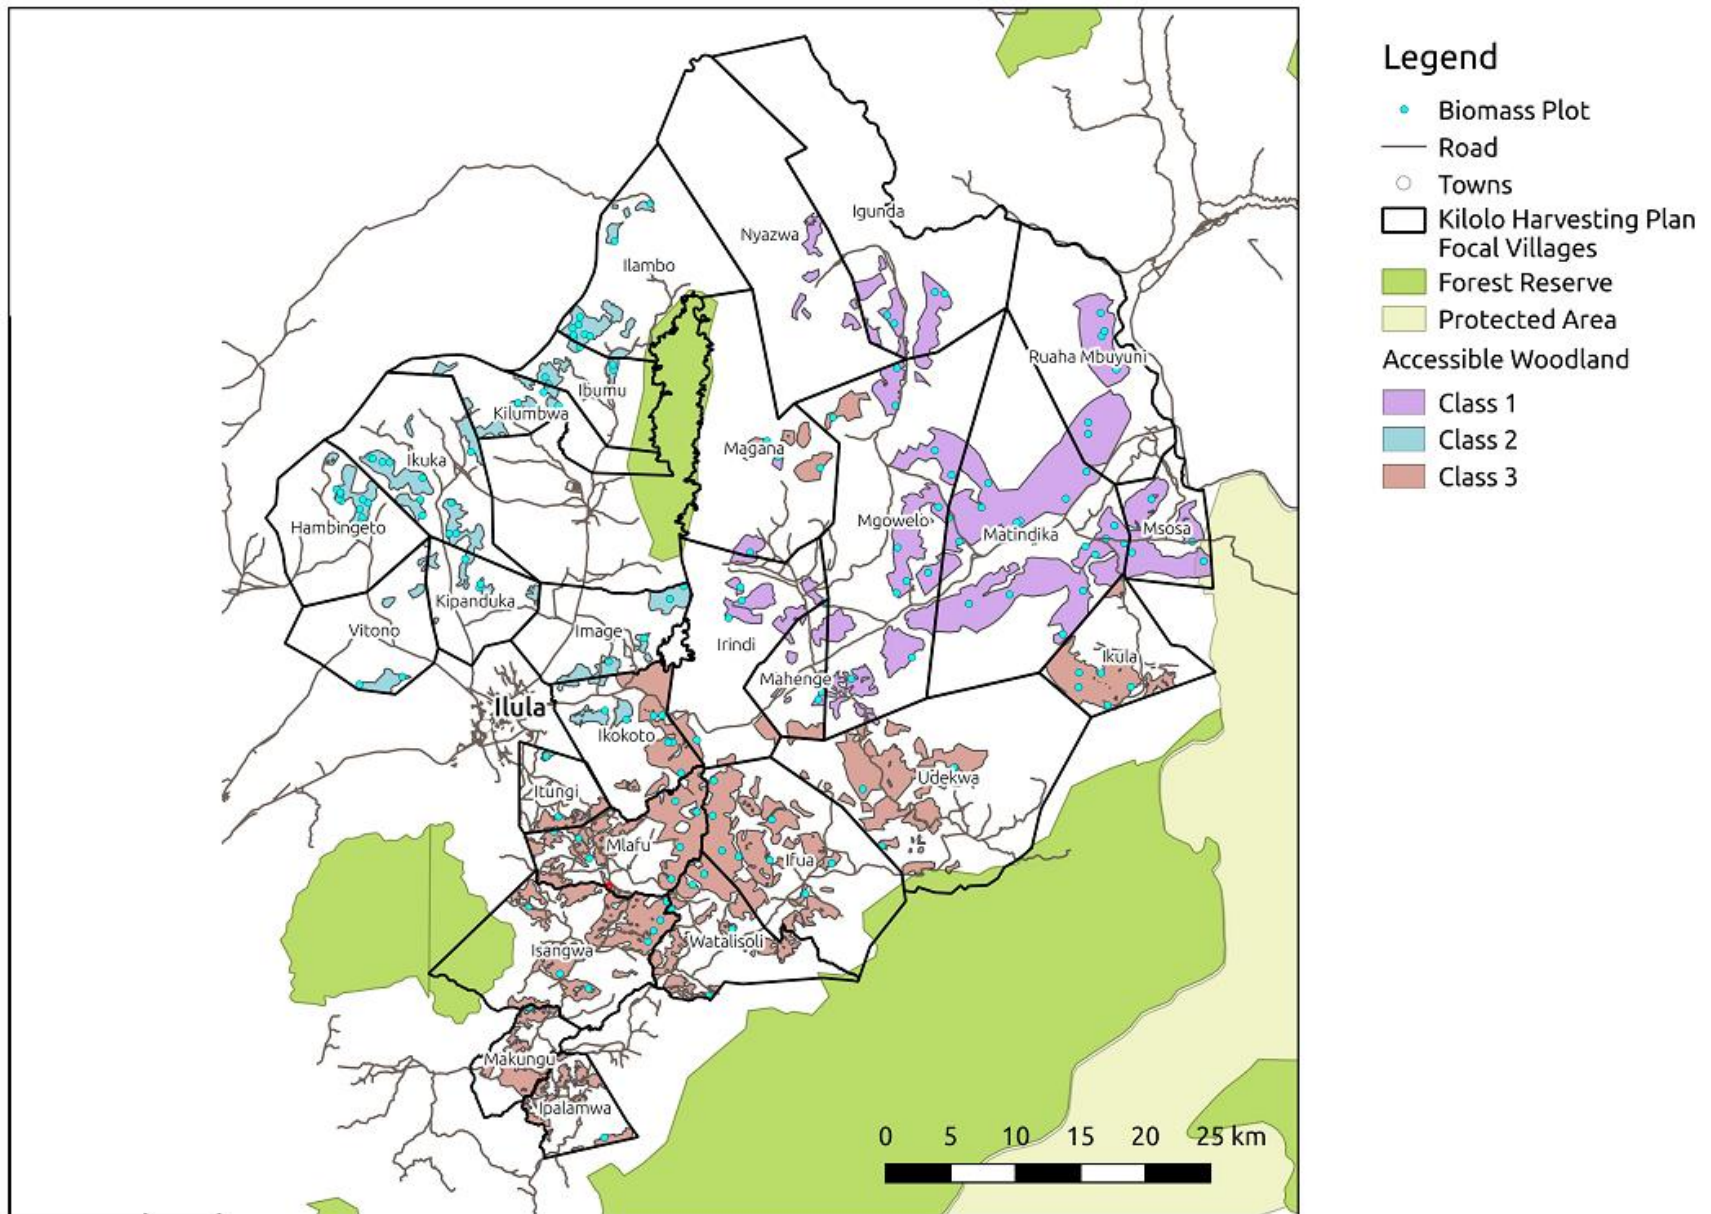 Legend
Biomass Plot
Road
Towns
Kilolo Harvesting Plan
Focal Villages
Forest Reserve
Protected Area
Accessible Woodland
Class 1
Class 2
Class 3
Igunda
Nyazwa
Ilambo
Ruaha Mbuyuni
Ibumu
Kilumbwa
Magana
Ikuka
Hambingeto
Mgowelo
Matindika
Msosa
Kipanduka
Vitono
Image
Irindi
Ikula
Mahenge
Ilula
Ikokoto
Udekwa
Itungi
Mlafu
Ifua
Isangwa
Watalisoli
Makungu
Ipalamwa
0 5 10 15 20 25 km